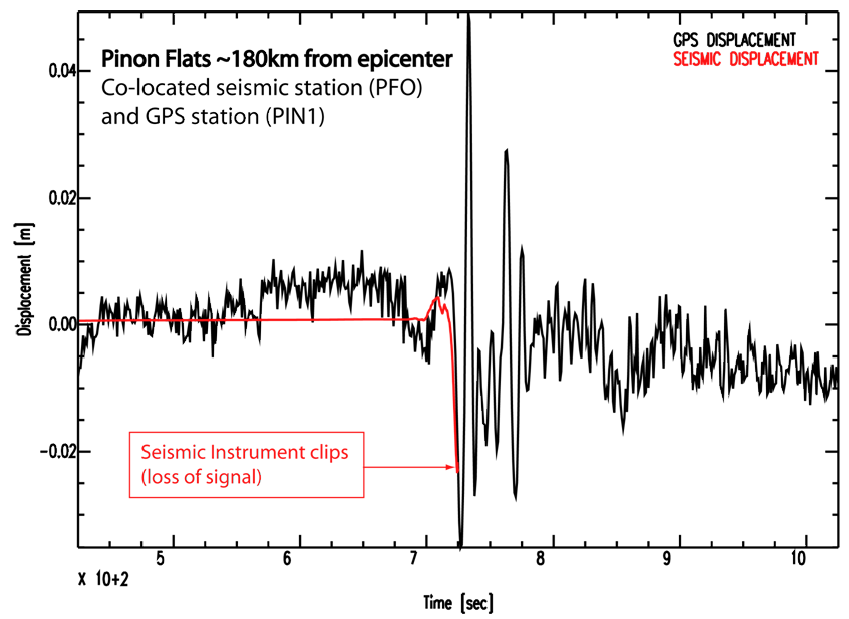 Pinon Flats ~180km from epicenter
Co-located seismic station (PFO)
and GPS station (PIN1)
GPS DISPLACEMENT
SEISMIC DISPLACEMENT
0.04
0.02
0.00
-0.02
Displacement [m]
Seismic Instrument clips
(loss of signal)
5 6 7 8 9 10
x 10+2
Time [sec]